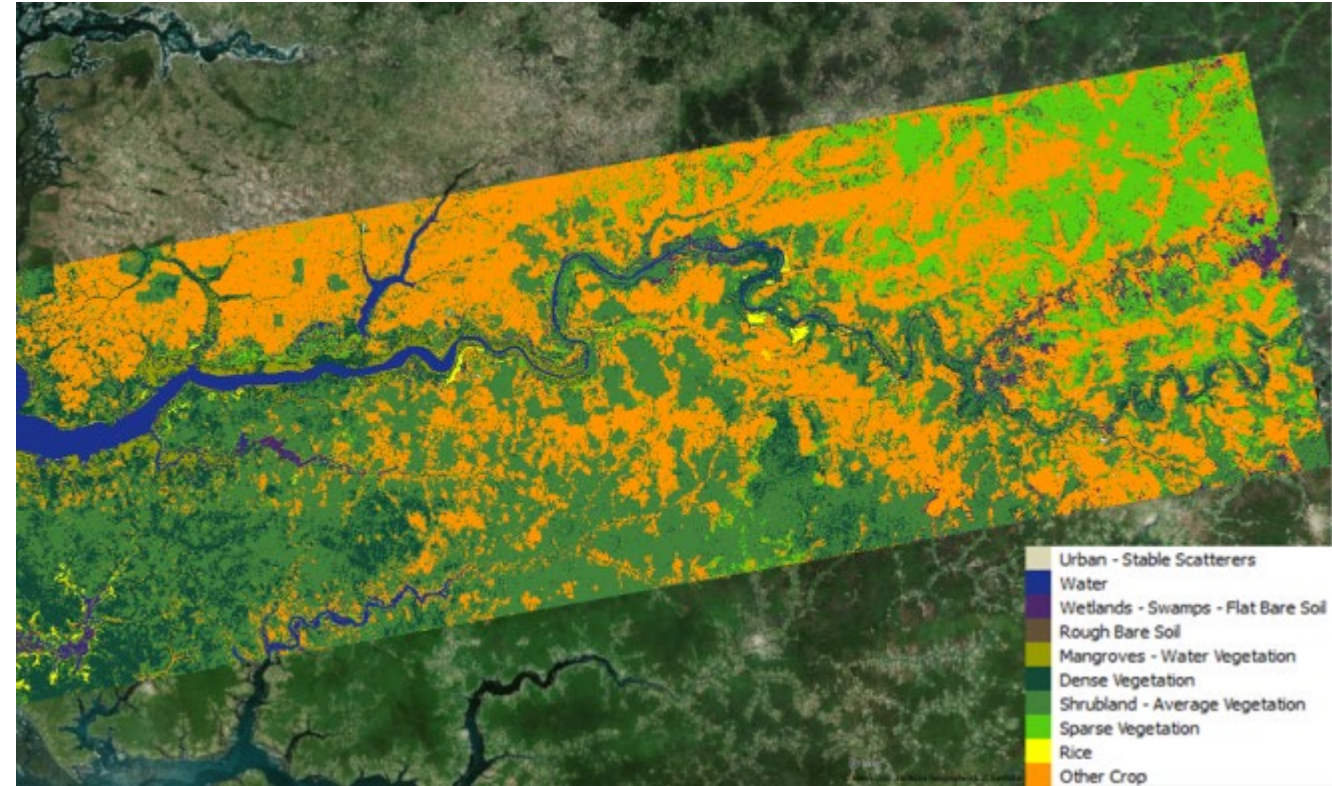 Urban - Stable Scatterers
Water
Wetlands - Swamps - Flat Bare Soil
Rough Bare Soil
Mangroves - Water Vegetation
Dense Vegetation
Shrubland - Average Vegetation
Sparse Vegetation
Rice
Other Crop